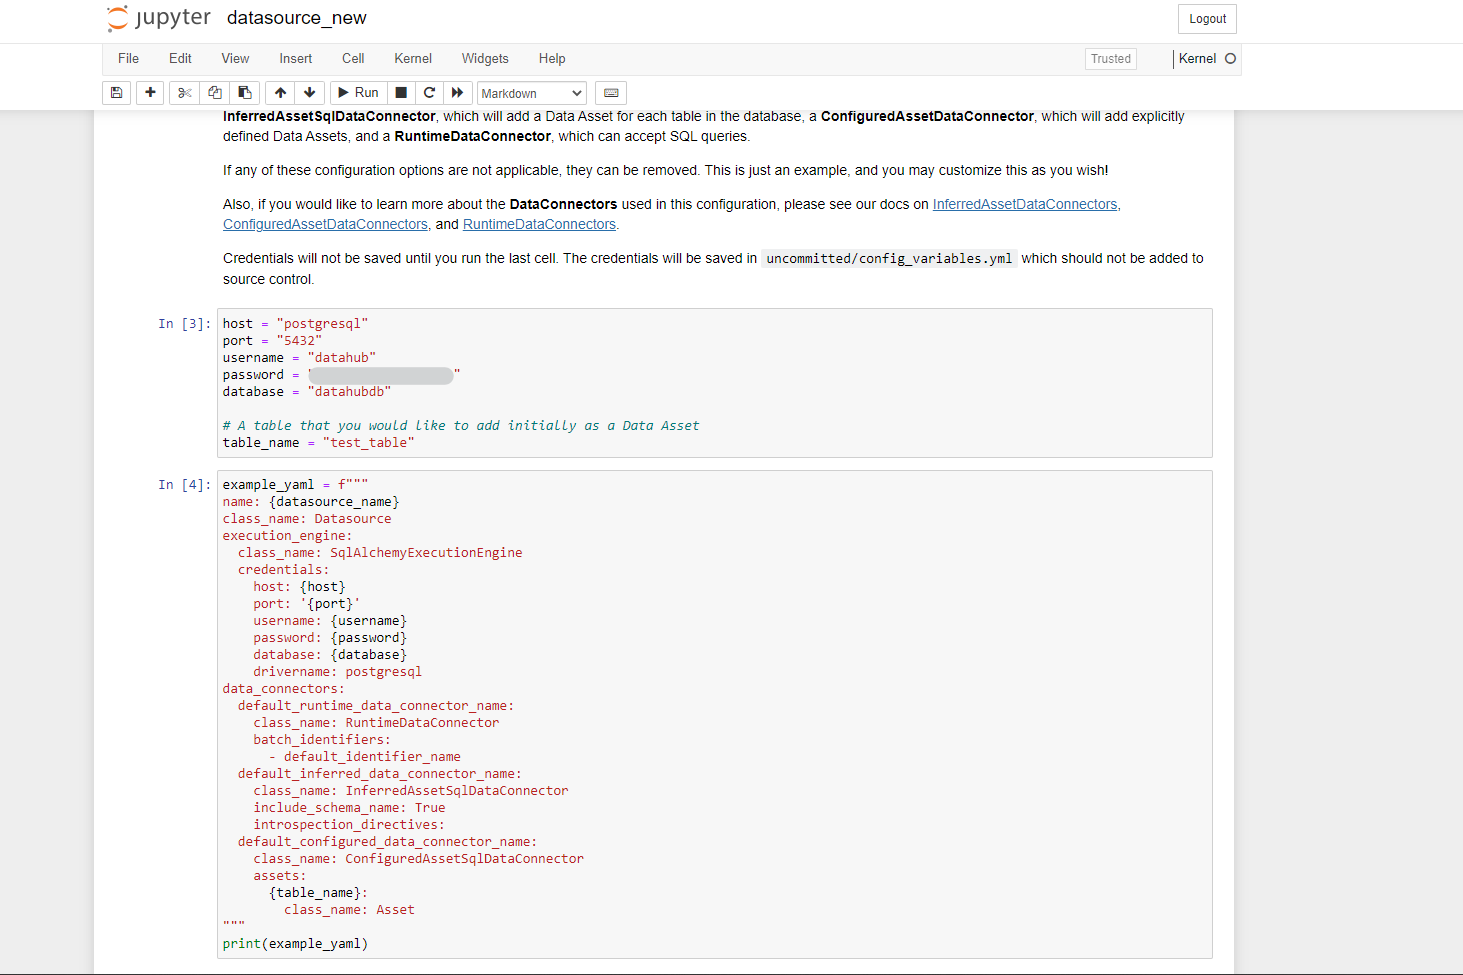 jupyter datasource_new
Logout
File Edit View Insert Cell Kernel Widgets Help
Trusted
Kernel
Run
Markdown
InferredAssetSqlDataConnector, which will add a Data Asset for each table in the database, a ConfiguredAssetDataConnector, which will add explicitly
defined Data Assets, and a RuntimeDataConnector, which can accept SQL queries.
If any of these configuration options are not applicable, they can be removed. This is just an example, and you may customize this as you wish!
Also, if you would like to learn more about the DataConnectors used in this configuration, please see our docs on InferredAssetDataConnectors,
ConfiguredAssetDataConnectors, and RuntimeDataConnectors.
Credentials will not be saved until you run the last cell. The credentials will be saved in uncommitted/config_variables.yml which should not be added to
source control.
In [3]:
host = "postgresql"
port = "5432"
username = "datahub"
password = " "
database = "datahubdb"
# A table that you would like to add initially as a Data Asset
table_name = "test_table"
In [4]:
example_yaml = f"""
name: {datasource_name}
class_name: Datasource
execution_engine:
  class_name: SqlAlchemyExecutionEngine
  credentials:
    host: {host}
    port: '{port}'
    username: {username}
    password: {password}
    database: {database}
    drivername: postgresql
data_connectors:
  default_runtime_data_connector_name:
    class_name: RuntimeDataConnector
    batch_identifiers:
      - default_identifier_name
  default_inferred_data_connector_name:
    class_name: InferredAssetSqlDataConnector
    include_schema_name: True
    introspection_directives:
  default_configured_data_connector_name:
    class_name: ConfiguredAssetSqlDataConnector
    assets:
      {table_name}:
        class_name: Asset
"""
print(example_yaml)